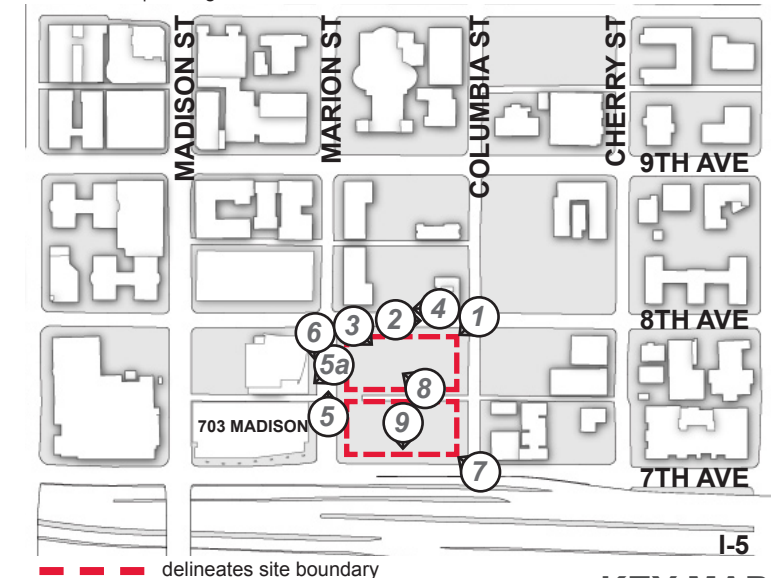 MADISON ST
MARION ST
COLUMBIA ST
CHERRY ST
9TH AVE
8TH AVE
1
4
2
3
6
5a
8
5
9
703 MADISON
7
7TH AVE
I-5
delineates site boundary